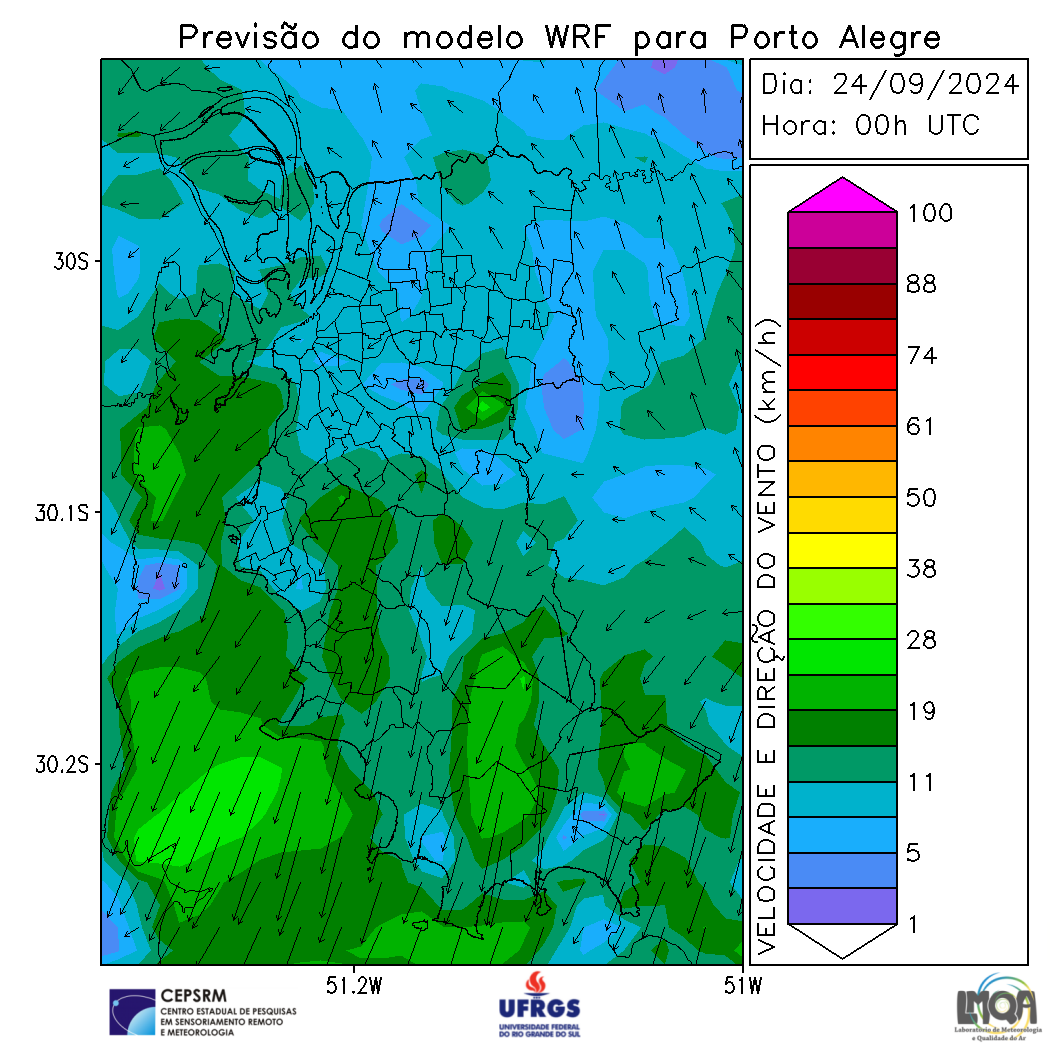 Previsão do modelo WRF para Porto Alegre
Dia: 24/09/2024
Hora: 00h UTC
30S
30.1S
30.2S
51.2W
51W
VELOCIDADE E DIREÇÃO DO VENTO (km/h)
100
88
74
61
50
38
28
19
11
5
1
CEPSRM
CENTRO ESTADUAL DE PESQUISAS
EM SENSORIAMENTO REMOTO
E METEOROLOGIA
UFRGS
UNIVERSIDADE FEDERAL
DO RIO GRANDE DO SUL
LMQA
Laboratório de Meteorologia
e Qualidade do Ar